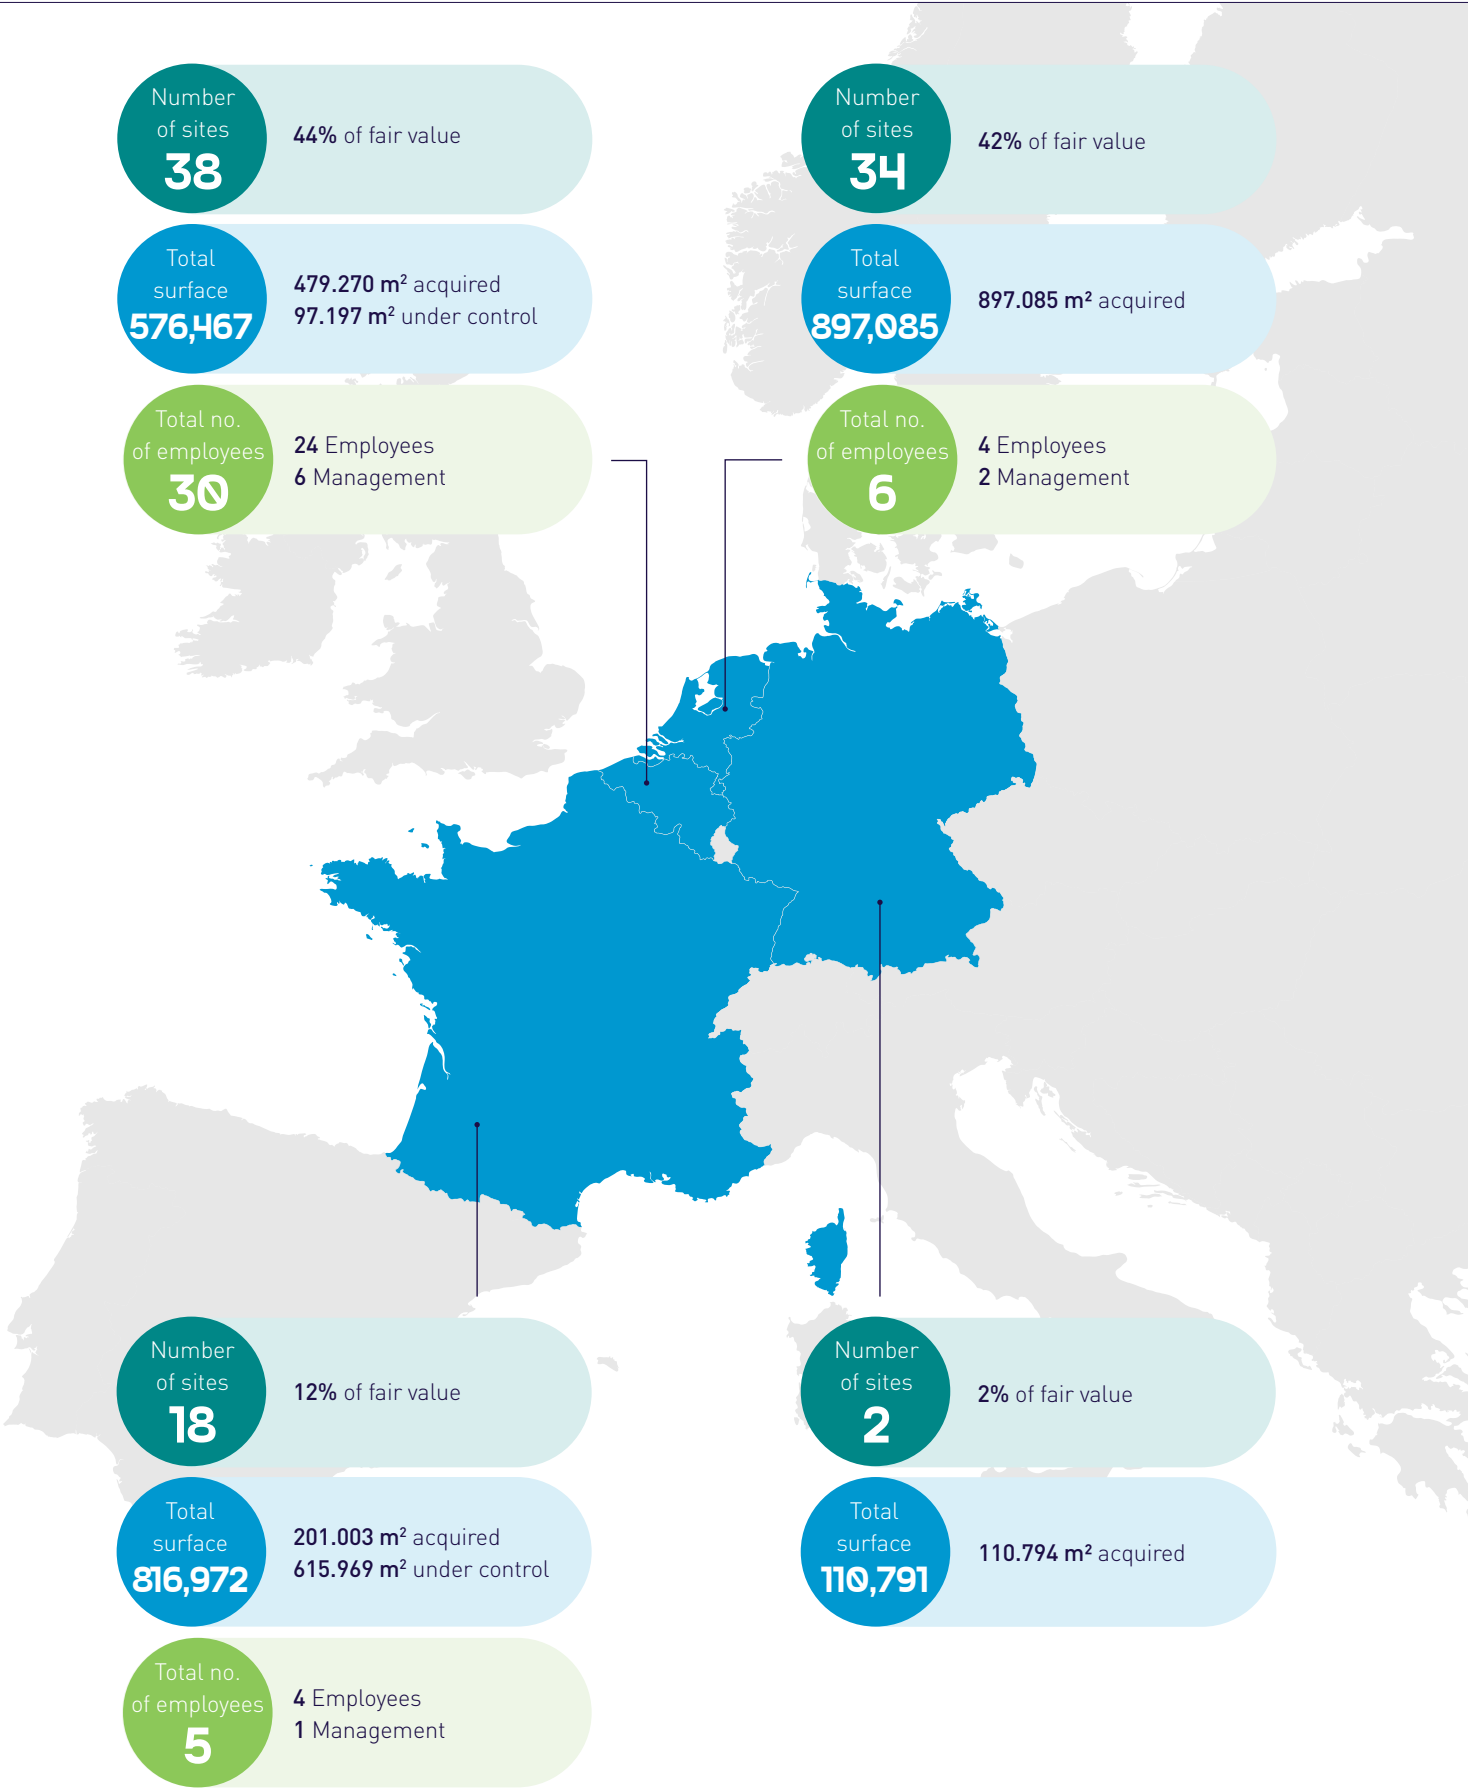 Number
of sites
38
44% of fair value
Total
surface
576,467
479.270 m² acquired
97.197 m² under control
Total no.
of employees
30
24 Employees
6 Management
Number
of sites
34
42% of fair value
Total
surface
897,085
897.085 m² acquired
Total no.
of employees
6
4 Employees
2 Management
Number
of sites
18
12% of fair value
Total
surface
816,972
201.003 m² acquired
615.969 m² under control
Total no.
of employees
5
4 Employees
1 Management
Number
of sites
2
2% of fair value
Total
surface
110,791
110.794 m² acquired